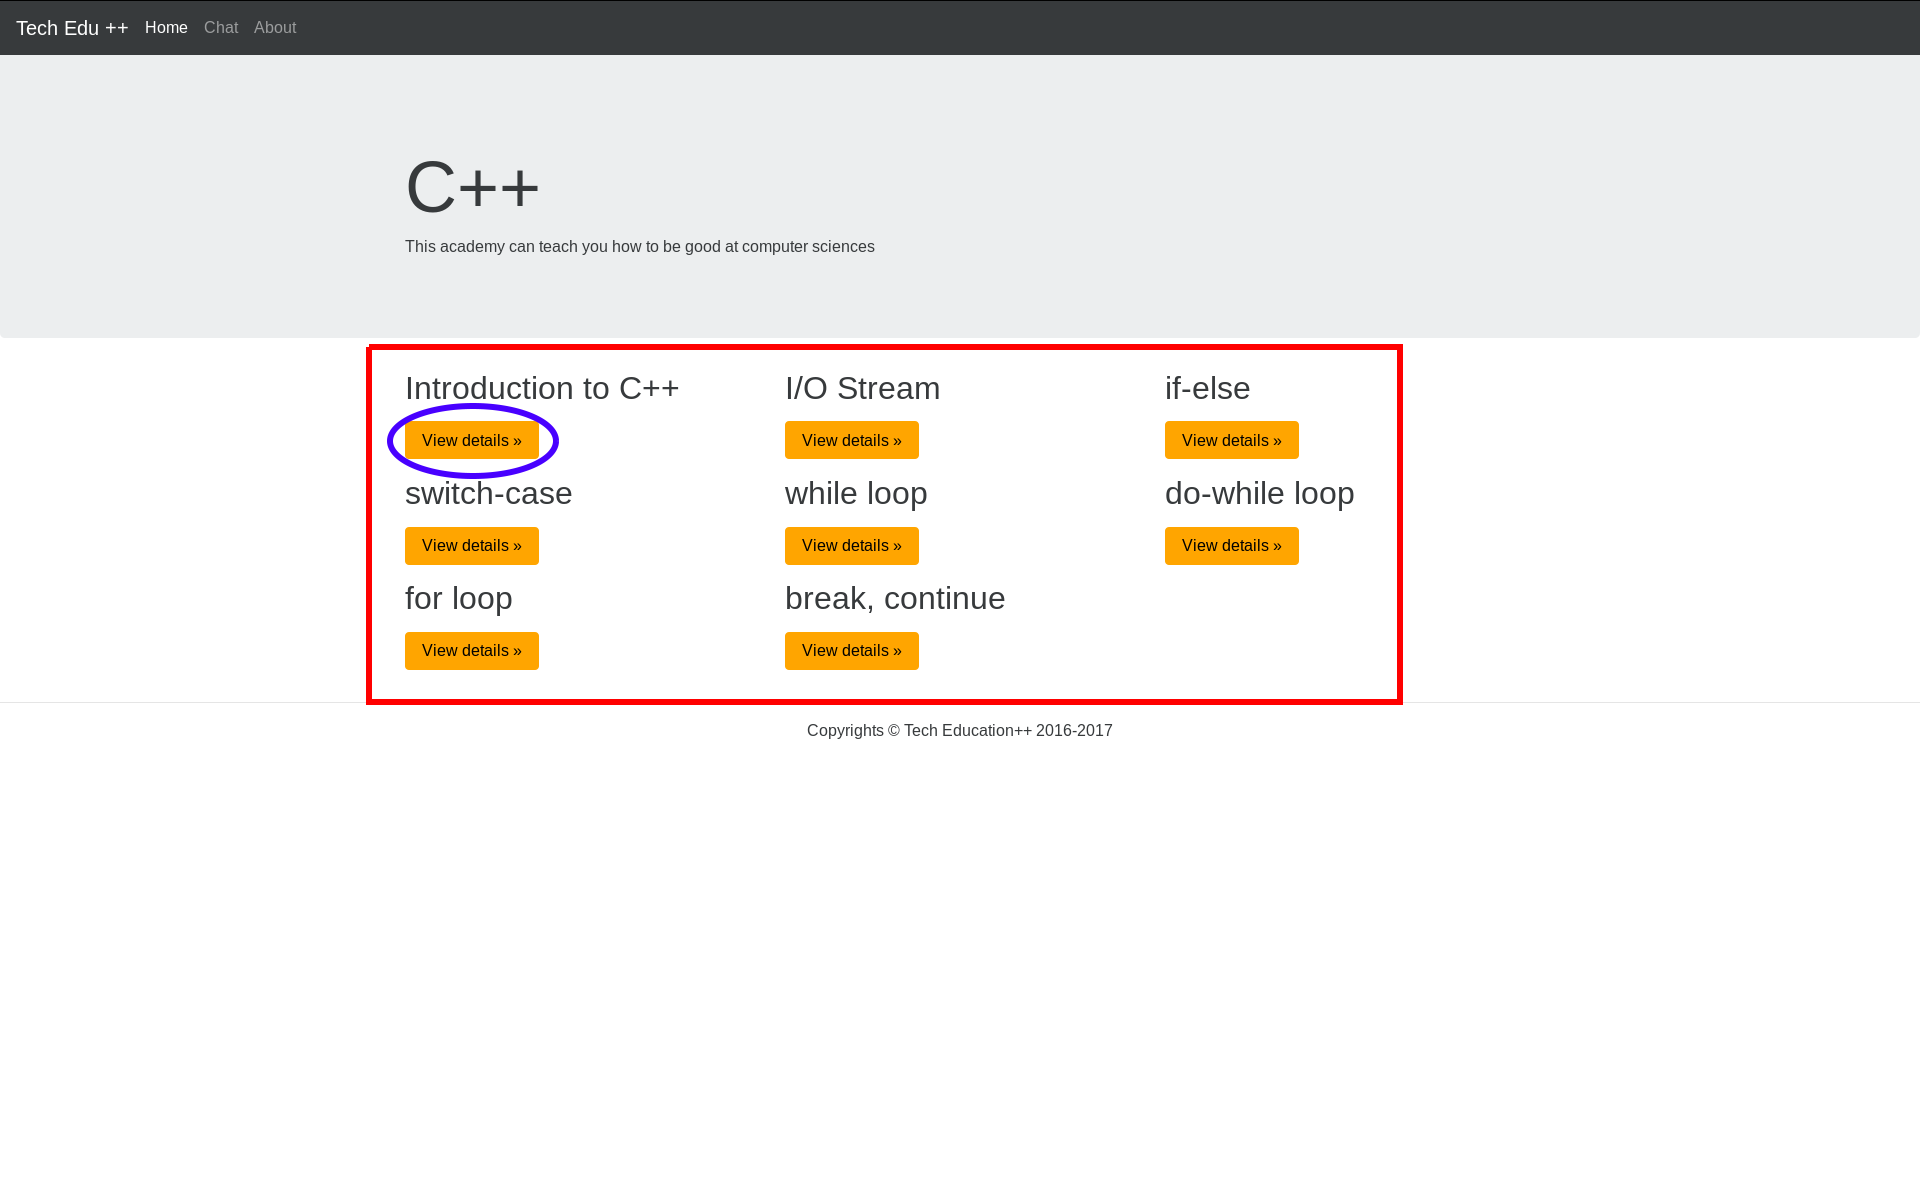 Tech Edu ++ Home Chat About
C++
This academy can teach you how to be good at computer sciences
Introduction to C++ I/O Stream if-else
View details » View details » View details »
switch-case while loop do-while loop
View details » View details » View details »
for loop break, continue
View details » View details »
Copyrights © Tech Education++ 2016-2017